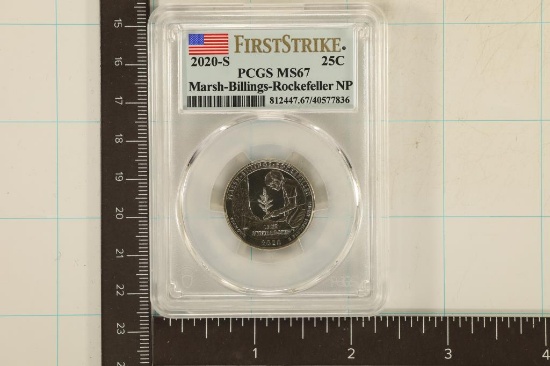 FIRSTSTRIKE®
2020-S 25C
PCGS MS67
Marsh-Billings-Rockefeller NP
812447.67/40577836
2020
15
16
17
18
19
20
21
22
23
1 2 3 4